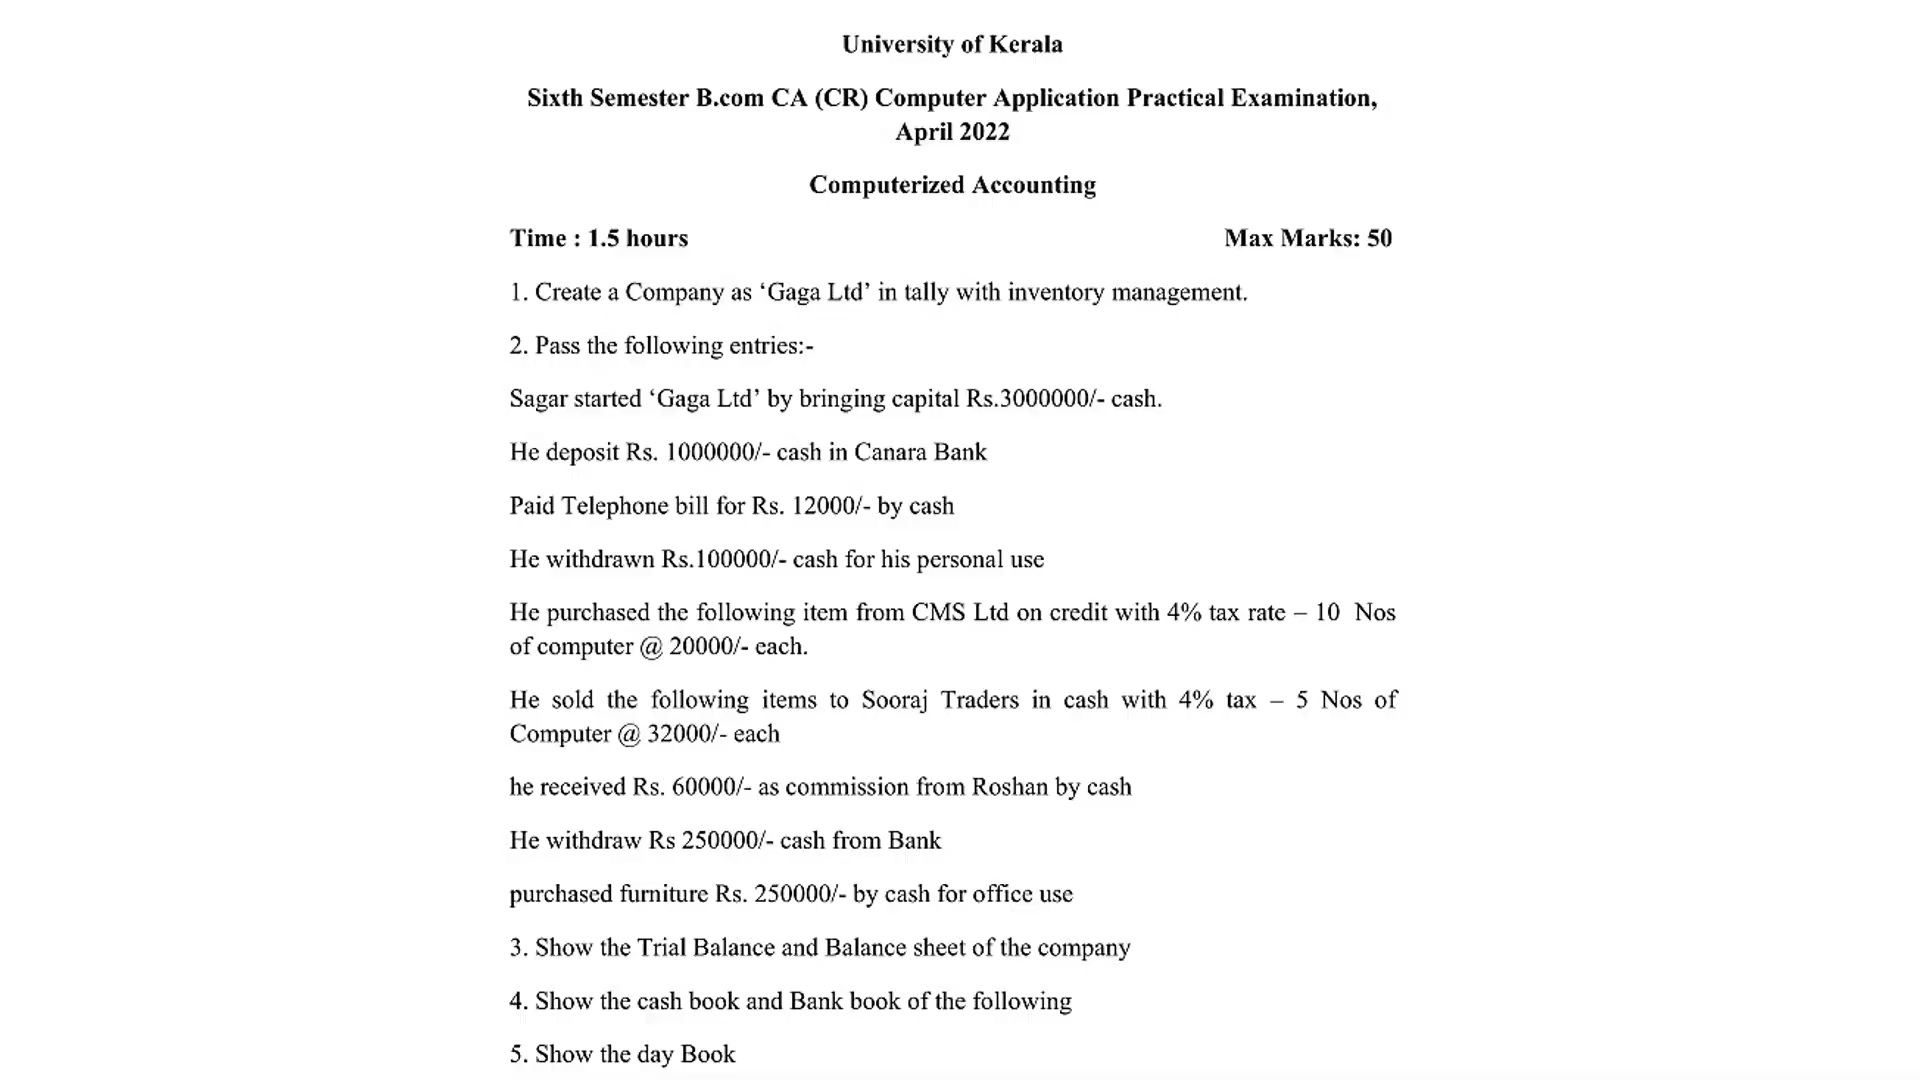 University of Kerala
Sixth Semester B.com CA (CR) Computer Application Practical Examination,
April 2022
Computerized Accounting
Time : 1.5 hours Max Marks: 50
1. Create a Company as ‘Gaga Ltd’ in tally with inventory management.
2. Pass the following entries:-
Sagar started ‘Gaga Ltd’ by bringing capital Rs.3000000/- cash.
He deposit Rs. 1000000/- cash in Canara Bank
Paid Telephone bill for Rs. 12000/- by cash
He withdrawn Rs.100000/- cash for his personal use
He purchased the following item from CMS Ltd on credit with 4% tax rate – 10 Nos
of computer @ 20000/- each.
He sold the following items to Sooraj Traders in cash with 4% tax – 5 Nos of
Computer @ 32000/- each
he received Rs. 60000/- as commission from Roshan by cash
He withdraw Rs 250000/- cash from Bank
purchased furniture Rs. 250000/- by cash for office use
3. Show the Trial Balance and Balance sheet of the company
4. Show the cash book and Bank book of the following
5. Show the day Book